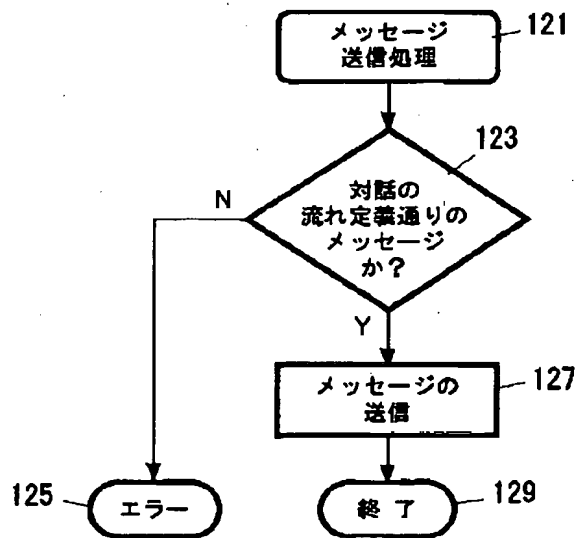 メッセージ
送信処理
121
123
対話の
流れ定義通りの
メッセージ
か？
N
Y
メッセージの
送信
127
125
エラー
終了
129